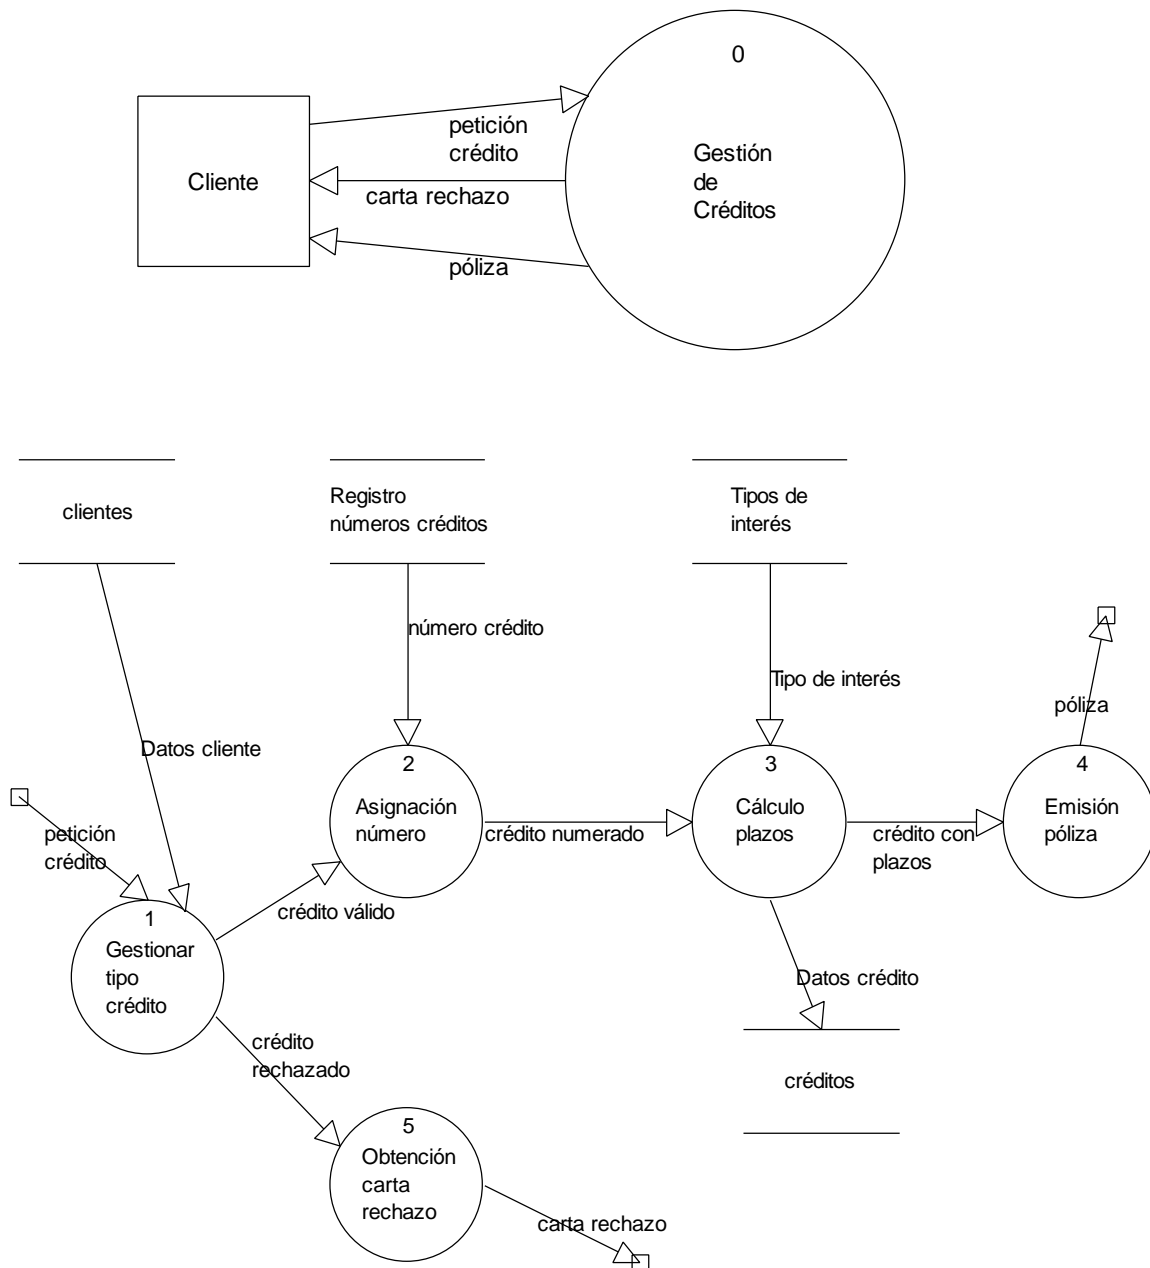 0
Cliente
petición
crédito
carta rechazo
póliza
Gestión
de
Créditos
clientes
Registro
números créditos
Tipos de
interés
número crédito
Tipo de interés
póliza
Datos cliente
petición
crédito
2
Asignación
número
crédito numerado
3
Cálculo
plazos
crédito con
plazos
4
Emisión
póliza
crédito válido
1
Gestionar
tipo
crédito
Datos crédito
créditos
crédito
rechazado
5
Obtención
carta
rechazo
carta rechazo